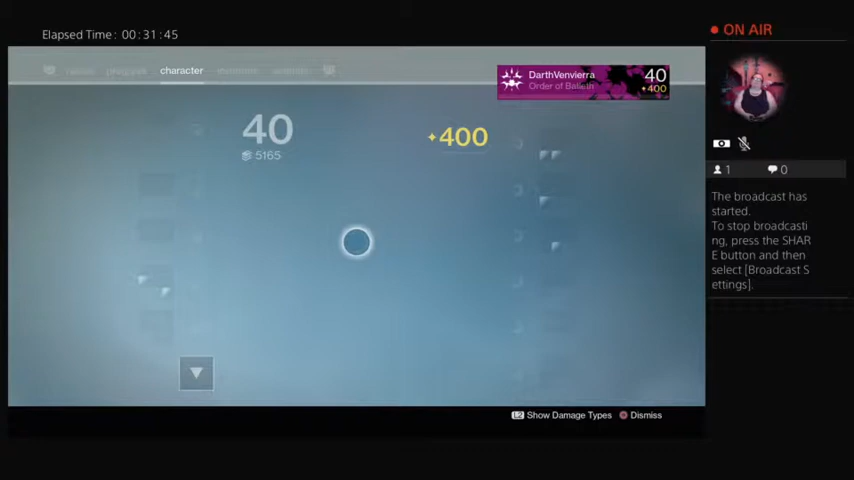 Elapsed Time: 00:31:45
ON AIR
character
DarthVenvierra
40
Order of Balieth
+400
40
5165
+400
1
0
The broadcast has
started.
To stop broadcasti
ng, press the SHAR
E button and then
select [Broadcast S
ettings].
L2 Show Damage Types
Dismiss